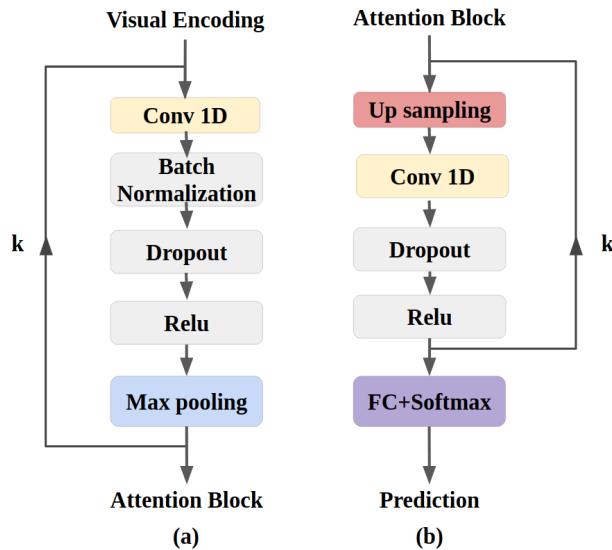 Visual Encoding
Conv 1D
Batch
Normalization
Dropout
k
Relu
Max pooling
Attention Block
(a)
Attention Block
Up sampling
Conv 1D
Dropout
k
Relu
FC+Softmax
Prediction
(b)